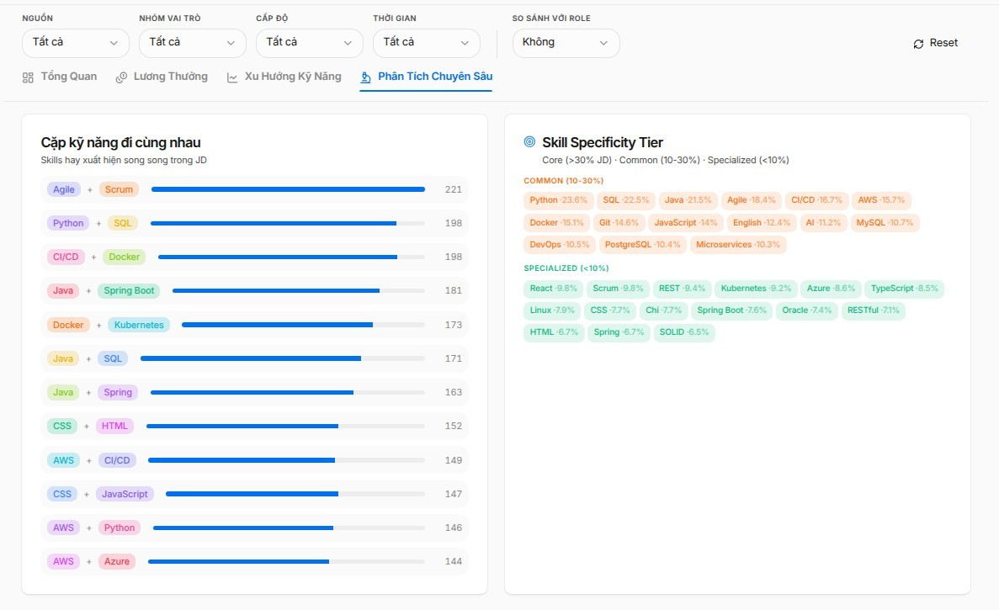 NGUỒN NHÓM VAI TRÒ CẤP ĐỘ THỜI GIAN SO SÁNH VỚI ROLE
Tất cả Tất cả Tất cả Tất cả Không Reset
Tổng Quan Lương Thưởng Xu Hướng Kỹ Năng Phân Tích Chuyên Sâu
Cặp kỹ năng đi cùng nhau
Skills hay xuất hiện song song trong JD
Agile + Scrum 221
Python + SQL 198
CI/CD + Docker 198
Java + Spring Boot 181
Docker + Kubernetes 173
Java + SQL 171
Java + Spring 163
CSS + HTML 152
AWS + CI/CD 149
CSS + JavaScript 147
AWS + Python 146
AWS + Azure 144
Skill Specificity Tier
Core (>30% JD) · Common (10-30%) · Specialized (<10%)
COMMON (10-30%)
Python ·23.6% SQL ·22.5% Java ·21.5% Agile ·18.4% CI/CD ·16.7% AWS ·15.7%
Docker ·15.1% Git ·14.6% JavaScript ·14% English ·12.4% AI ·11.2% MySQL ·10.7%
DevOps ·10.5% PostgreSQL ·10.4% Microservices ·10.3%
SPECIALIZED (<10%)
React ·9.8% Scrum ·9.8% REST ·9.4% Kubernetes ·9.2% Azure ·8.6% TypeScript ·8.5%
Linux ·7.9% CSS ·7.7% Chi ·7.7% Spring Boot ·7.6% Oracle ·7.4% RESTful ·7.1%
HTML ·6.7% Spring ·6.7% SOLID ·6.5%